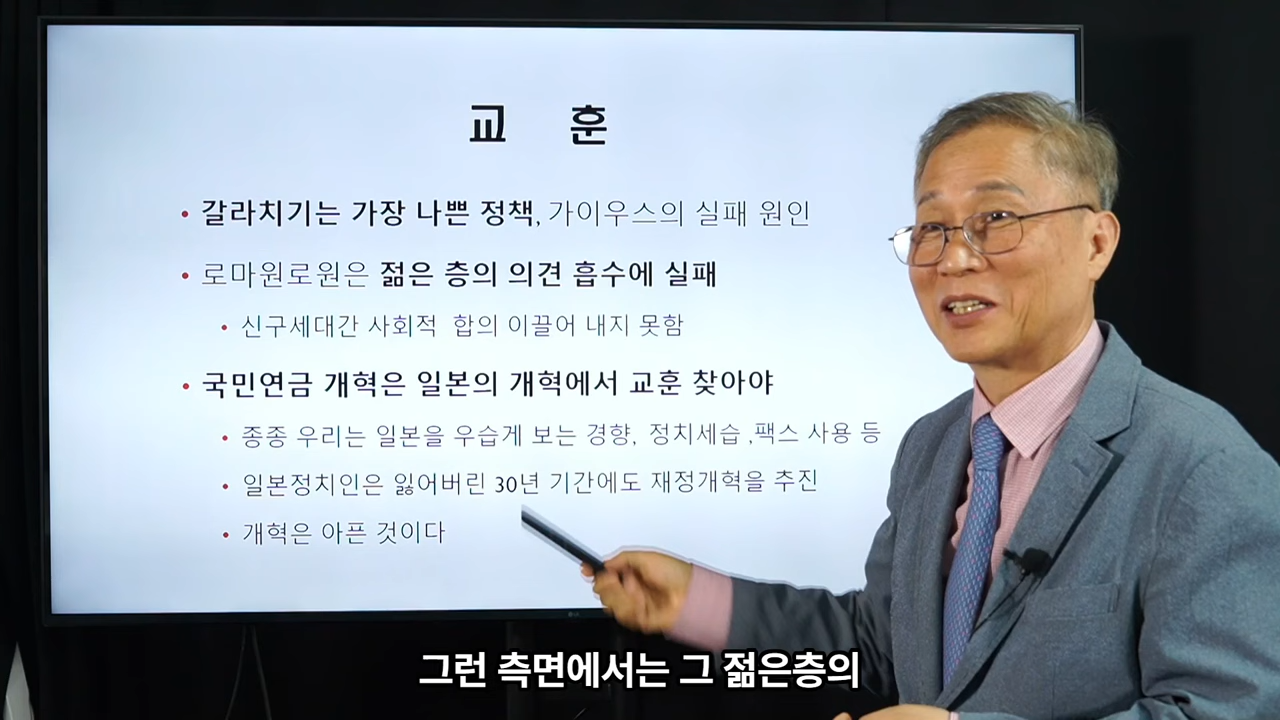 교 훈
• 갈라치기는 가장 나쁜 정책, 가이우스의 실패 원인
• 로마원로원은 젊은 층의 의견 흡수에 실패
• 신구세대간 사회적 합의 이끌어 내지 못함
• 국민연금 개혁은 일본의 개혁에서 교훈 찾아야
• 종종 우리는 일본을 우습게 보는 경향, 정치세습 ,팩스 사용 등
• 일본정치인은 잃어버린 30년 기간에도 재정개혁을 추진
• 개혁은 아픈 것이다
LG
그런 측면에서는 그 젊은층의